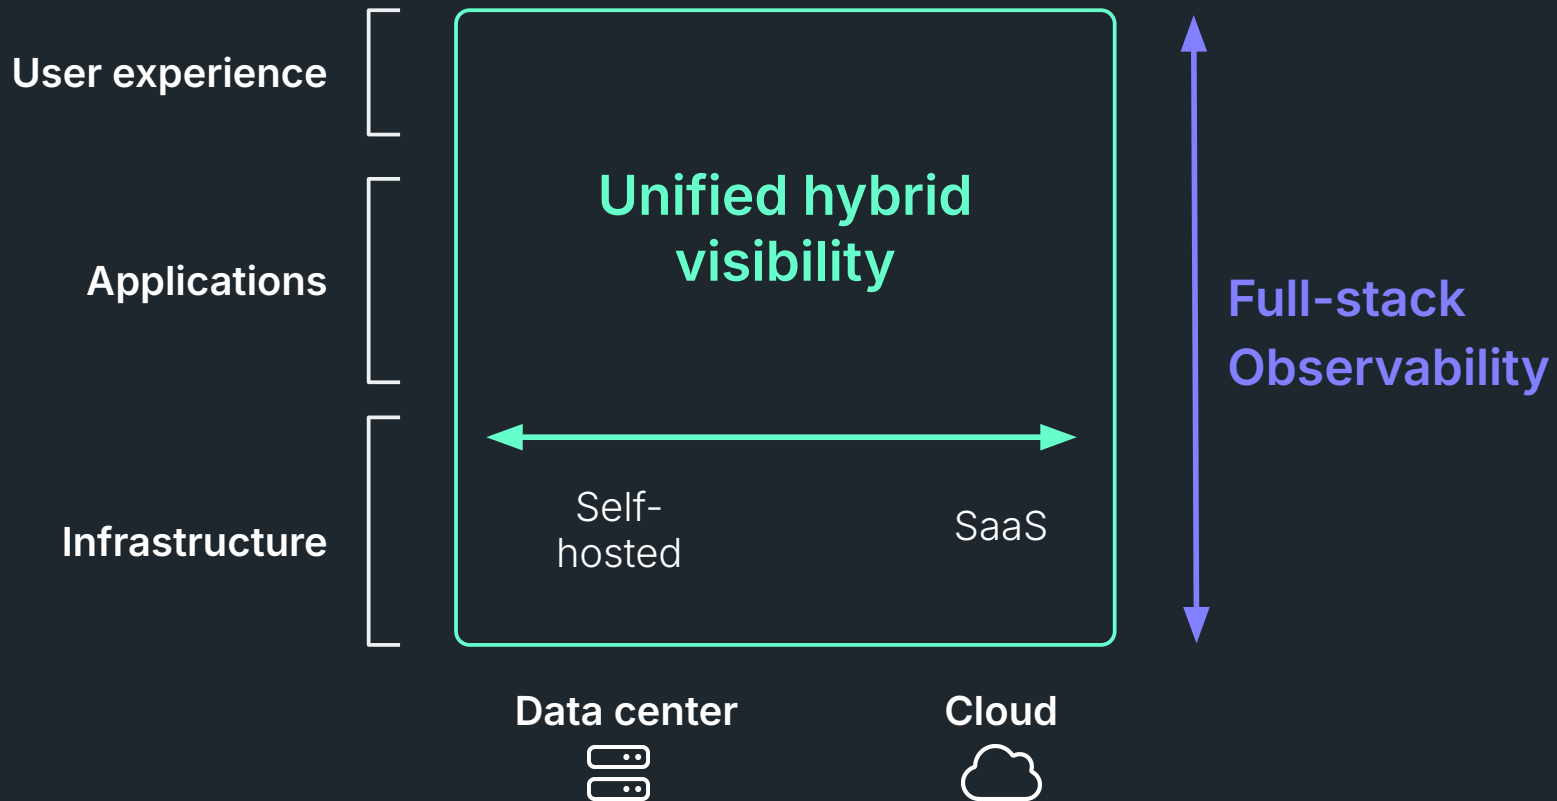 User experience
Applications
Infrastructure
Unified hybrid
visibility
Self-
hosted
SaaS
Full-stack
Observability
Data center
Cloud